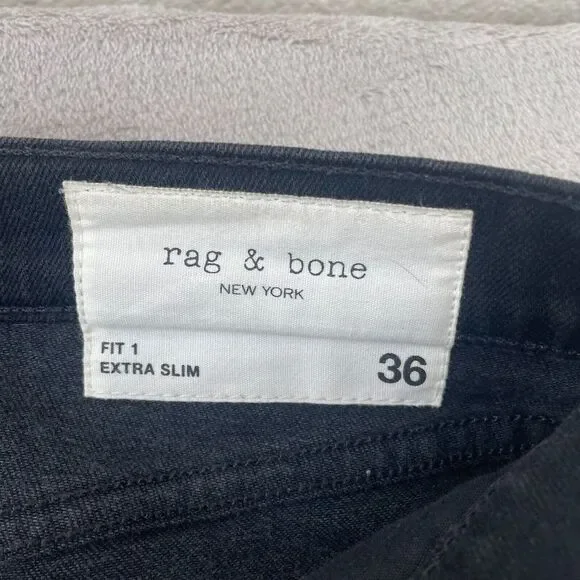 rag & bone
NEW YORK
FIT 1
EXTRA SLIM
36